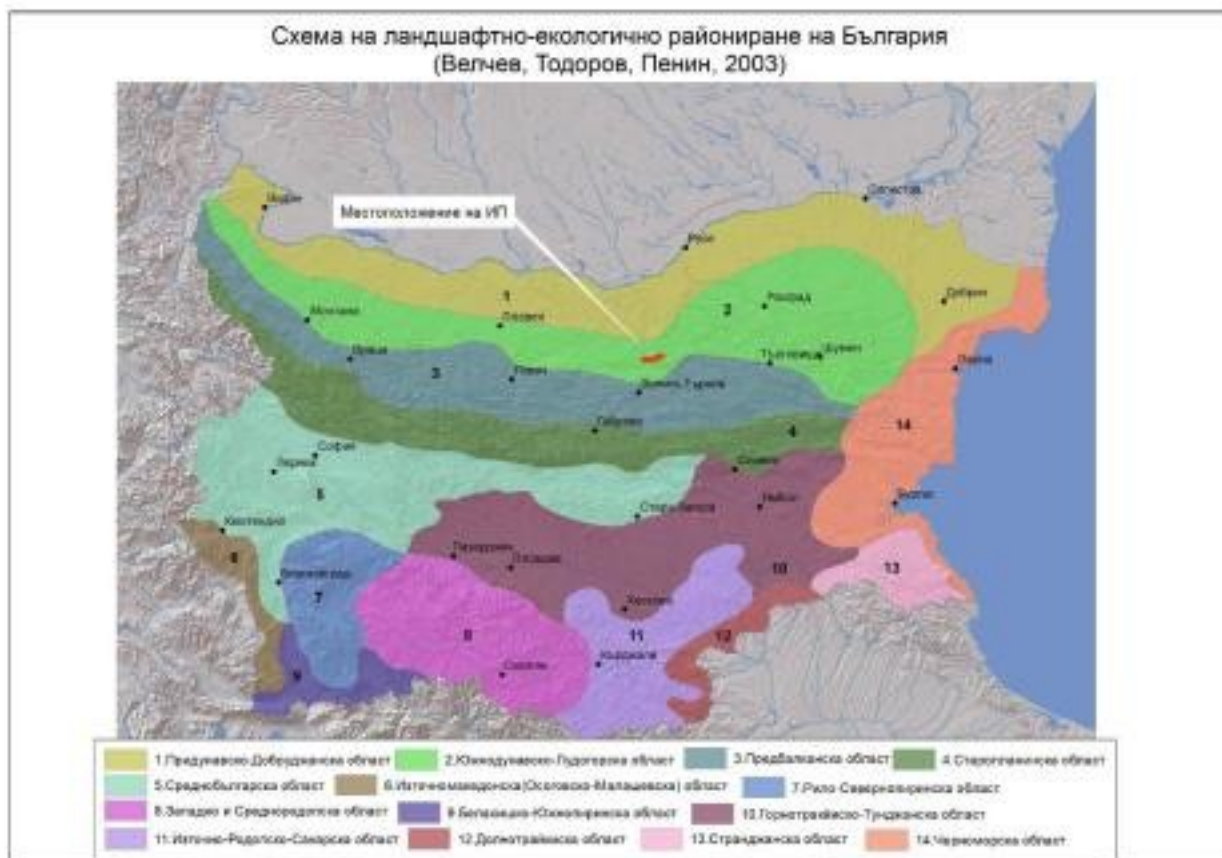 Схема на ландшафтно-екологично райониране на България
(Велчев, Тодоров, Пенин, 2003)
Силистра
Видин
Местоположение на ИП
Русе
1
2
Разград
Добрич
Монтана
Плевен
Враца
Търговище
Шумен
Варна
3
Ловеч
Велико Търново
Габрово
4
14
София
Перник
Сливен
5
Ямбол
Бургас
Стара Загора
Кюстендил
6
Пазарджик
Пловдив
10
13
Благоевград
7
Хасково
8
11
12
Кърджали
9
Смолян
1.Придунавско-Добруджанска област
2.Южнодунавско-Лудогорска област
3.Предбалканска област
4.Старопланинска област
5.Среднобългарска област
6.Източномакедонска(Осоговско-Малашевска) област
7.Рило-Севернопиринска област
8.Западно и Среднородопска област
9.Беласишко-Южнопиринска област
10.Горнотракийско-Тунджанска област
11.Източно-Родопско-Сакарска област
12.Долнотракийска област
13.Странджанска област
14.Черноморска област